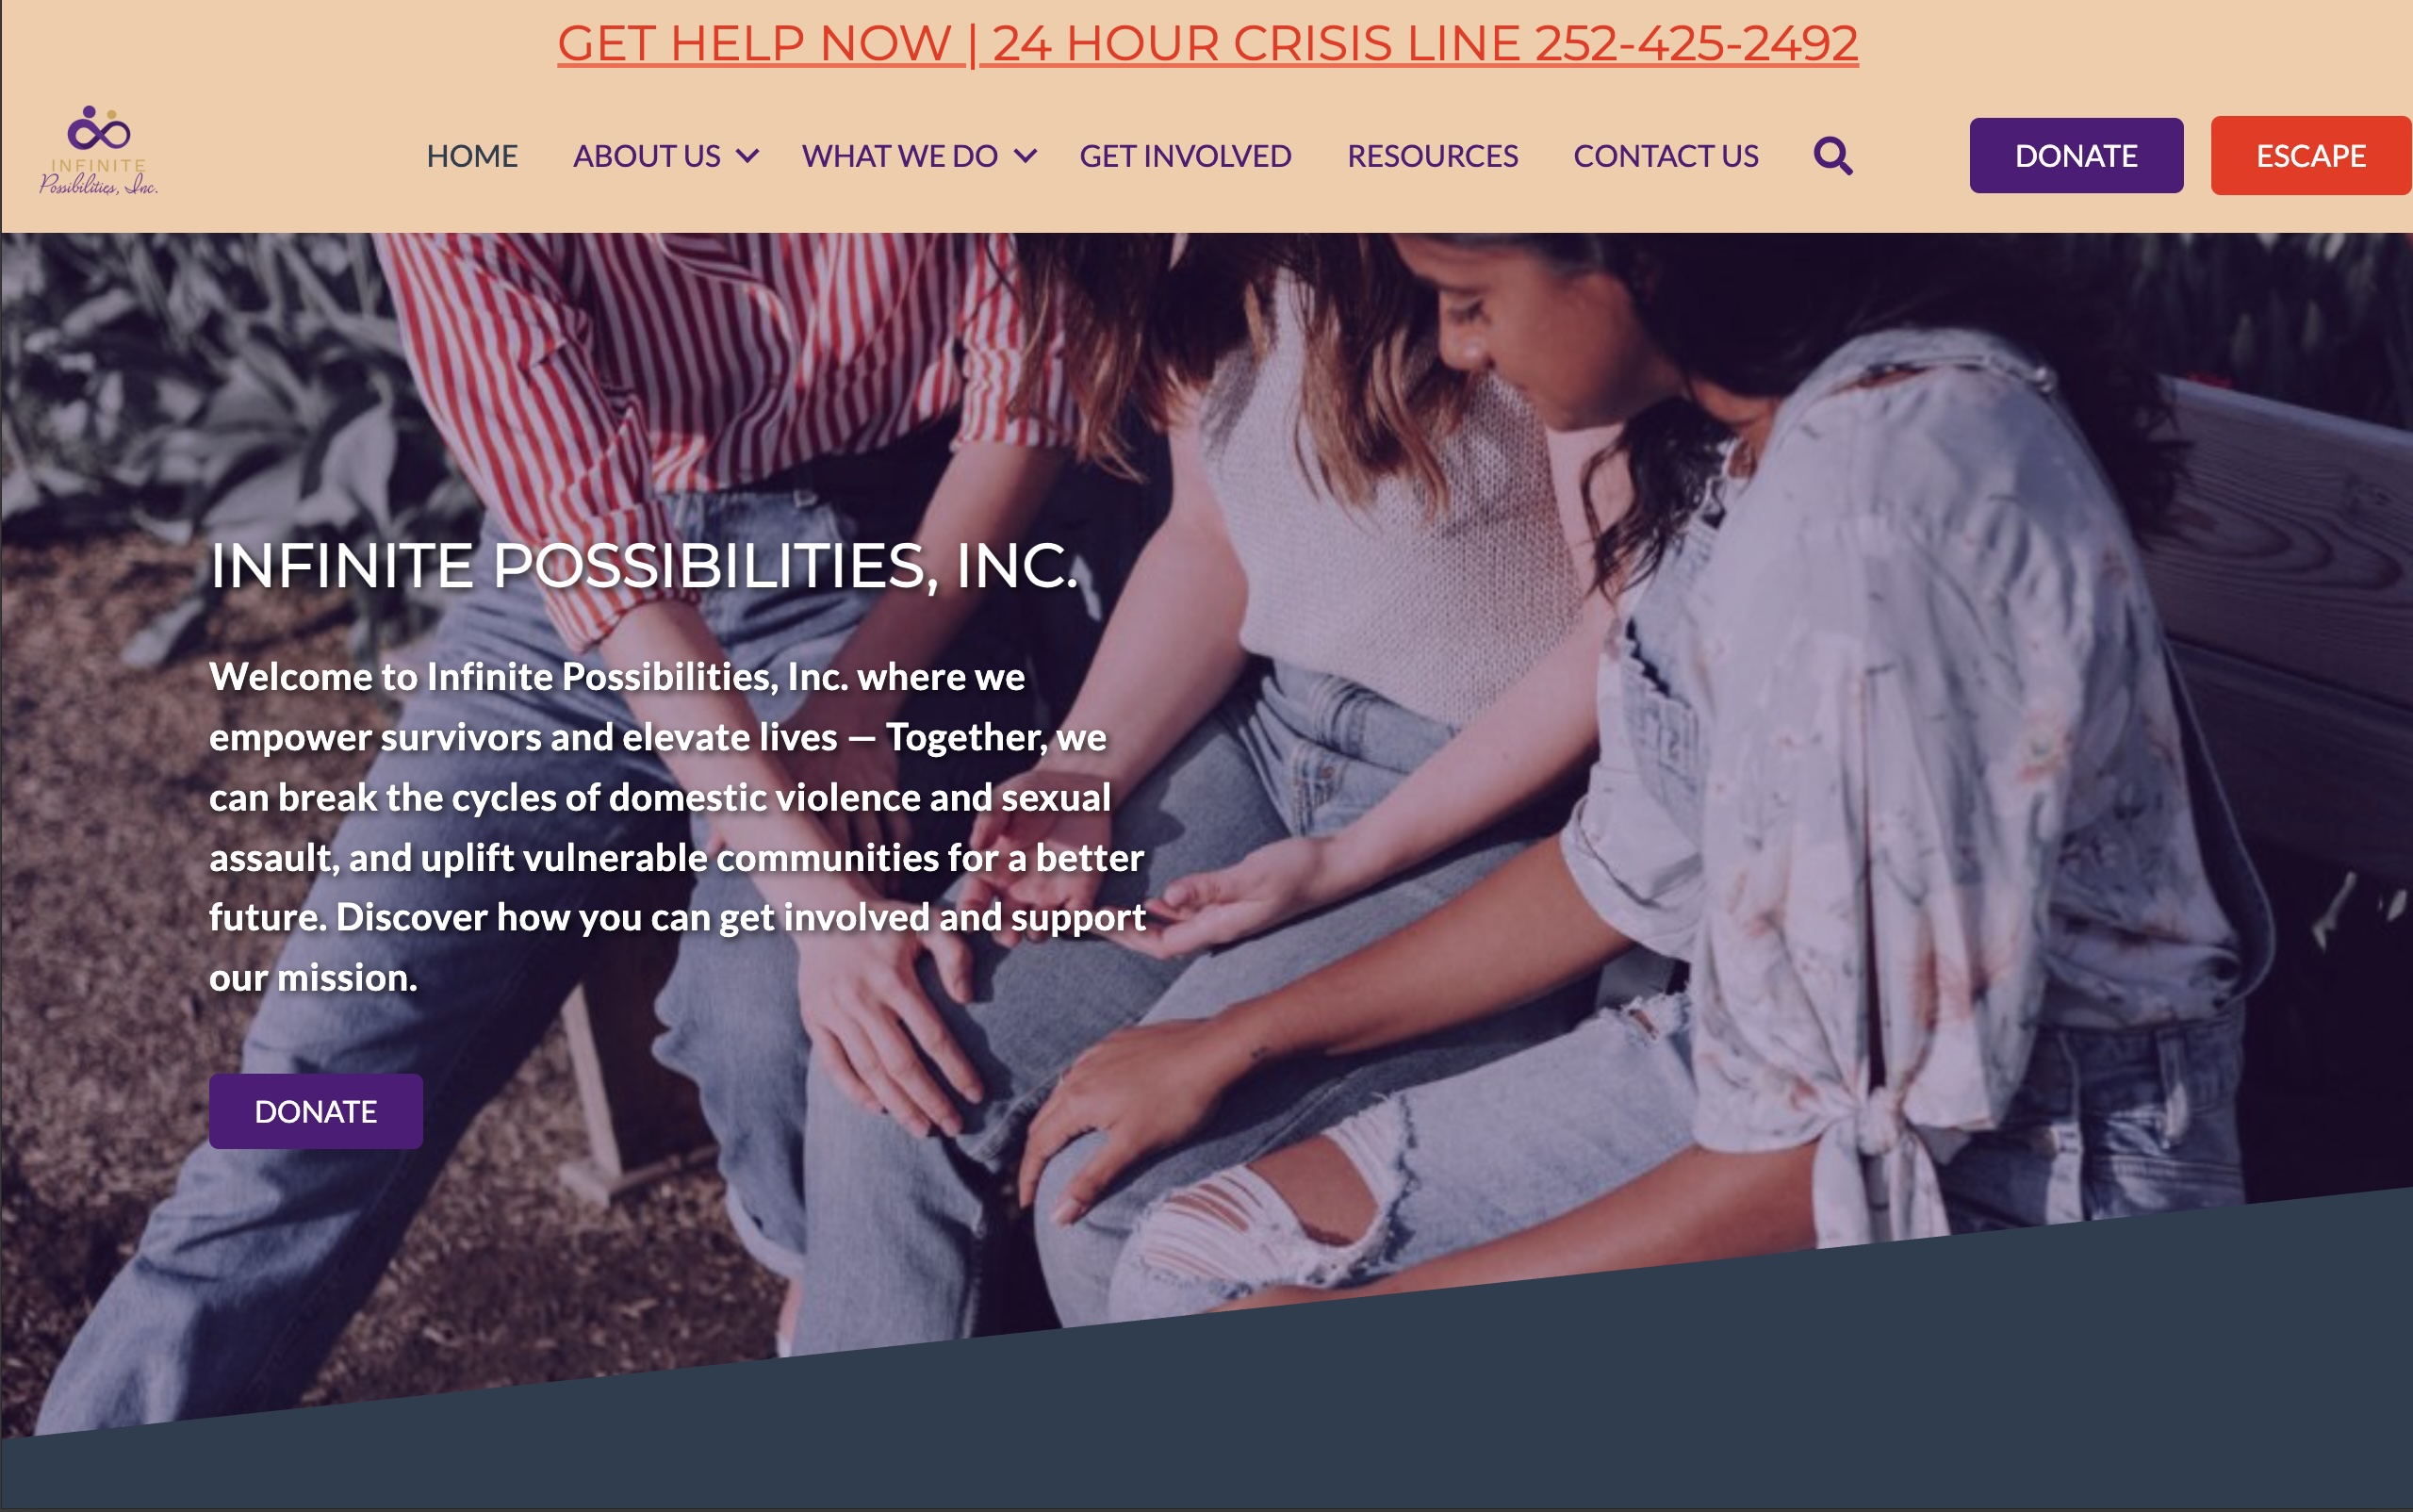 GET HELP NOW | 24 HOUR CRISIS LINE 252-425-2492
INFINITE
Possibilities, Inc.
HOME ABOUT US WHAT WE DO GET INVOLVED RESOURCES CONTACT US DONATE ESCAPE
INFINITE POSSIBILITIES, INC.
Welcome to Infinite Possibilities, Inc. where we
empower survivors and elevate lives — Together, we
can break the cycles of domestic violence and sexual
assault, and uplift vulnerable communities for a better
future. Discover how you can get involved and support
our mission.
DONATE